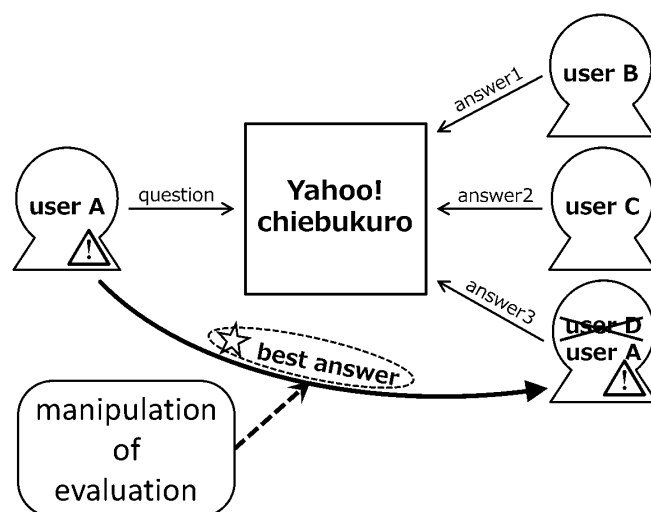 user A
!
question
Yahoo!
chiebukuro
answer1
user B
answer2
user C
answer3
user D
user A
!
best answer
manipulation
of
evaluation